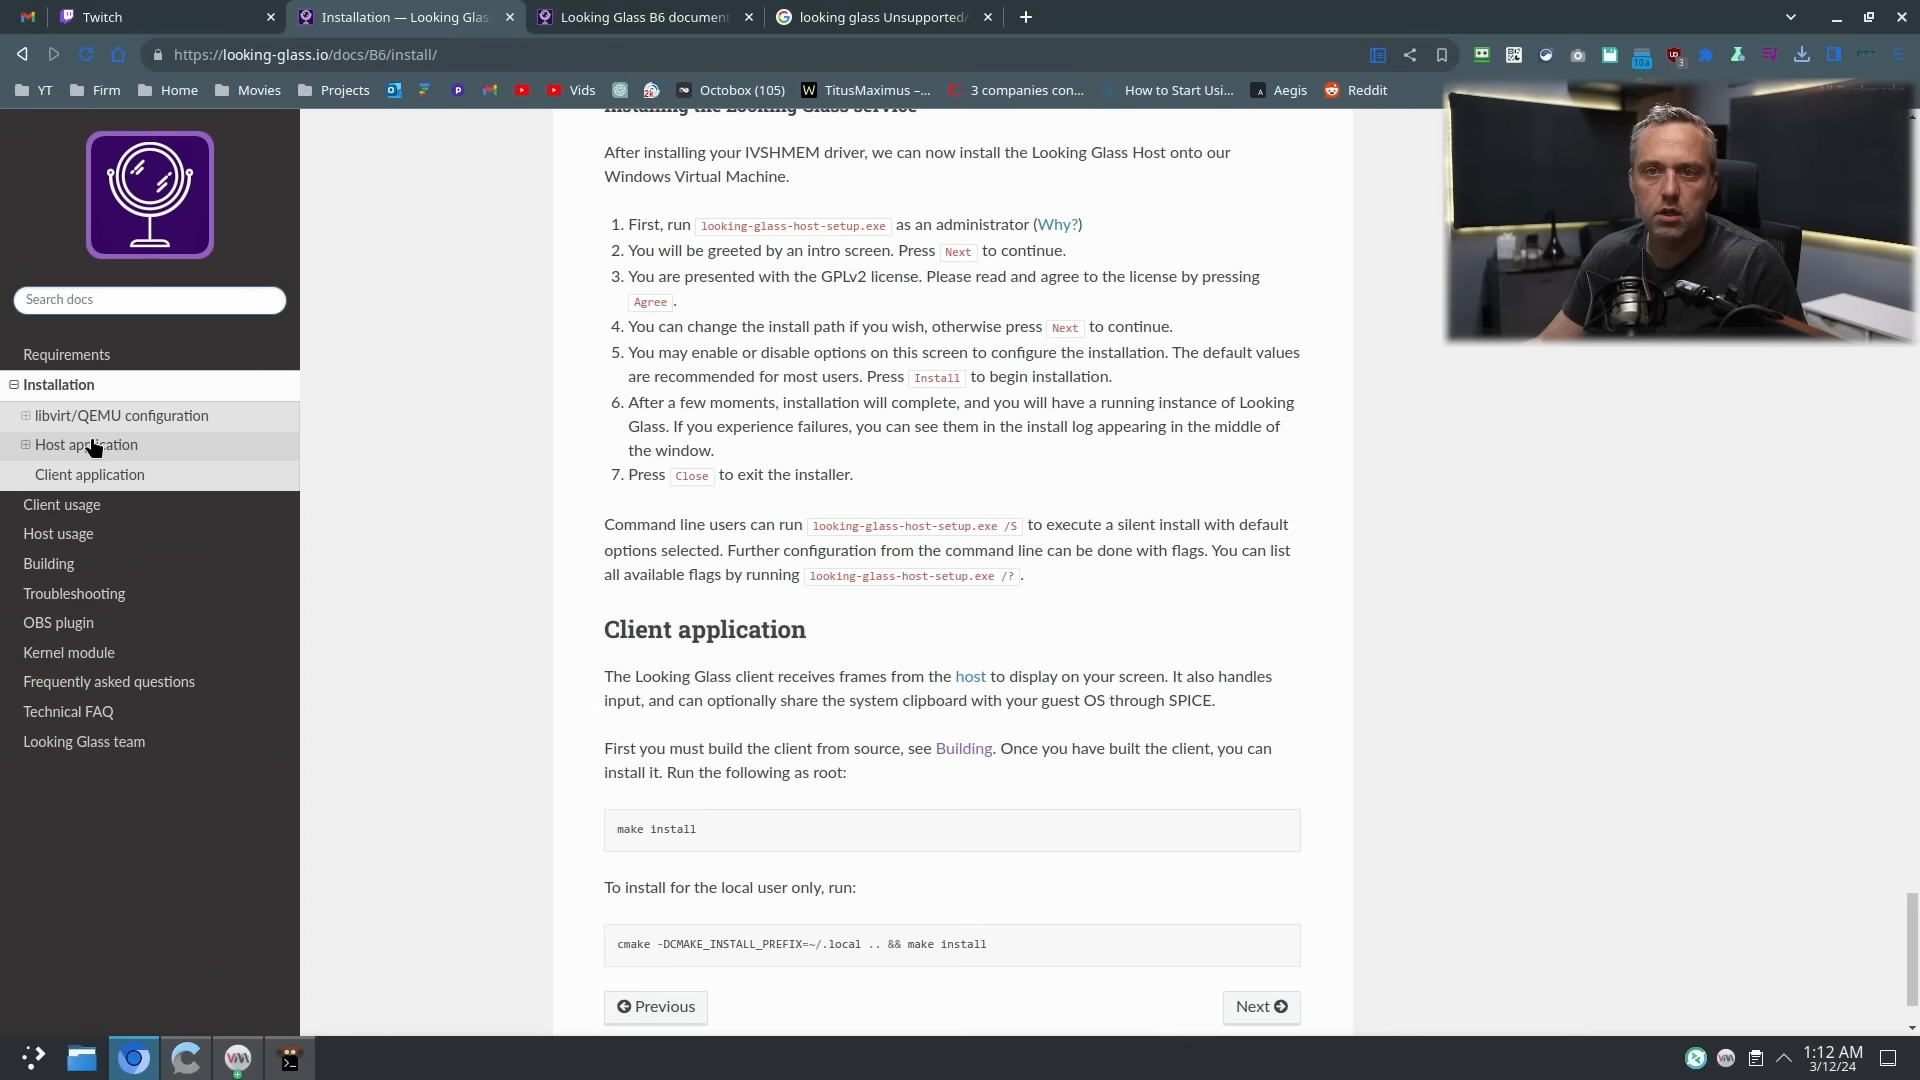 Twitch
Installation — Looking Glas
Looking Glass B6 document
looking glass Unsupported/
https://looking-glass.io/docs/B6/install/
10a
3
YT
Firm
Home
Movies
Projects
Vids
2k
Octobox (105)
TitusMaximus –...
3 companies con...
How to Start Usi...
Aegis
Reddit
Installing the Looking Glass service
After installing your IVSHMEM driver, we can now install the Looking Glass Host onto our
Windows Virtual Machine.
1. First, run looking-glass-host-setup.exe as an administrator (Why?)
2. You will be greeted by an intro screen. Press Next to continue.
3. You are presented with the GPLv2 license. Please read and agree to the license by pressing
Agree.
4. You can change the install path if you wish, otherwise press Next to continue.
5. You may enable or disable options on this screen to configure the installation. The default values
are recommended for most users. Press Install to begin installation.
6. After a few moments, installation will complete, and you will have a running instance of Looking
Glass. If you experience failures, you can see them in the install log appearing in the middle of
the window.
7. Press Close to exit the installer.
Command line users can run looking-glass-host-setup.exe /S to execute a silent install with default
options selected. Further configuration from the command line can be done with flags. You can list
all available flags by running looking-glass-host-setup.exe /?.
Client application
The Looking Glass client receives frames from the host to display on your screen. It also handles
input, and can optionally share the system clipboard with your guest OS through SPICE.
First you must build the client from source, see Building. Once you have built the client, you can
install it. Run the following as root:
make install
To install for the local user only, run:
cmake -DCMAKE_INSTALL_PREFIX=~/.local .. && make install
Previous
Next
Search docs
Requirements
Installation
libvirt/QEMU configuration
Host application
Client application
Client usage
Host usage
Building
Troubleshooting
OBS plugin
Kernel module
Frequently asked questions
Technical FAQ
Looking Glass team
1:12 AM
3/12/24